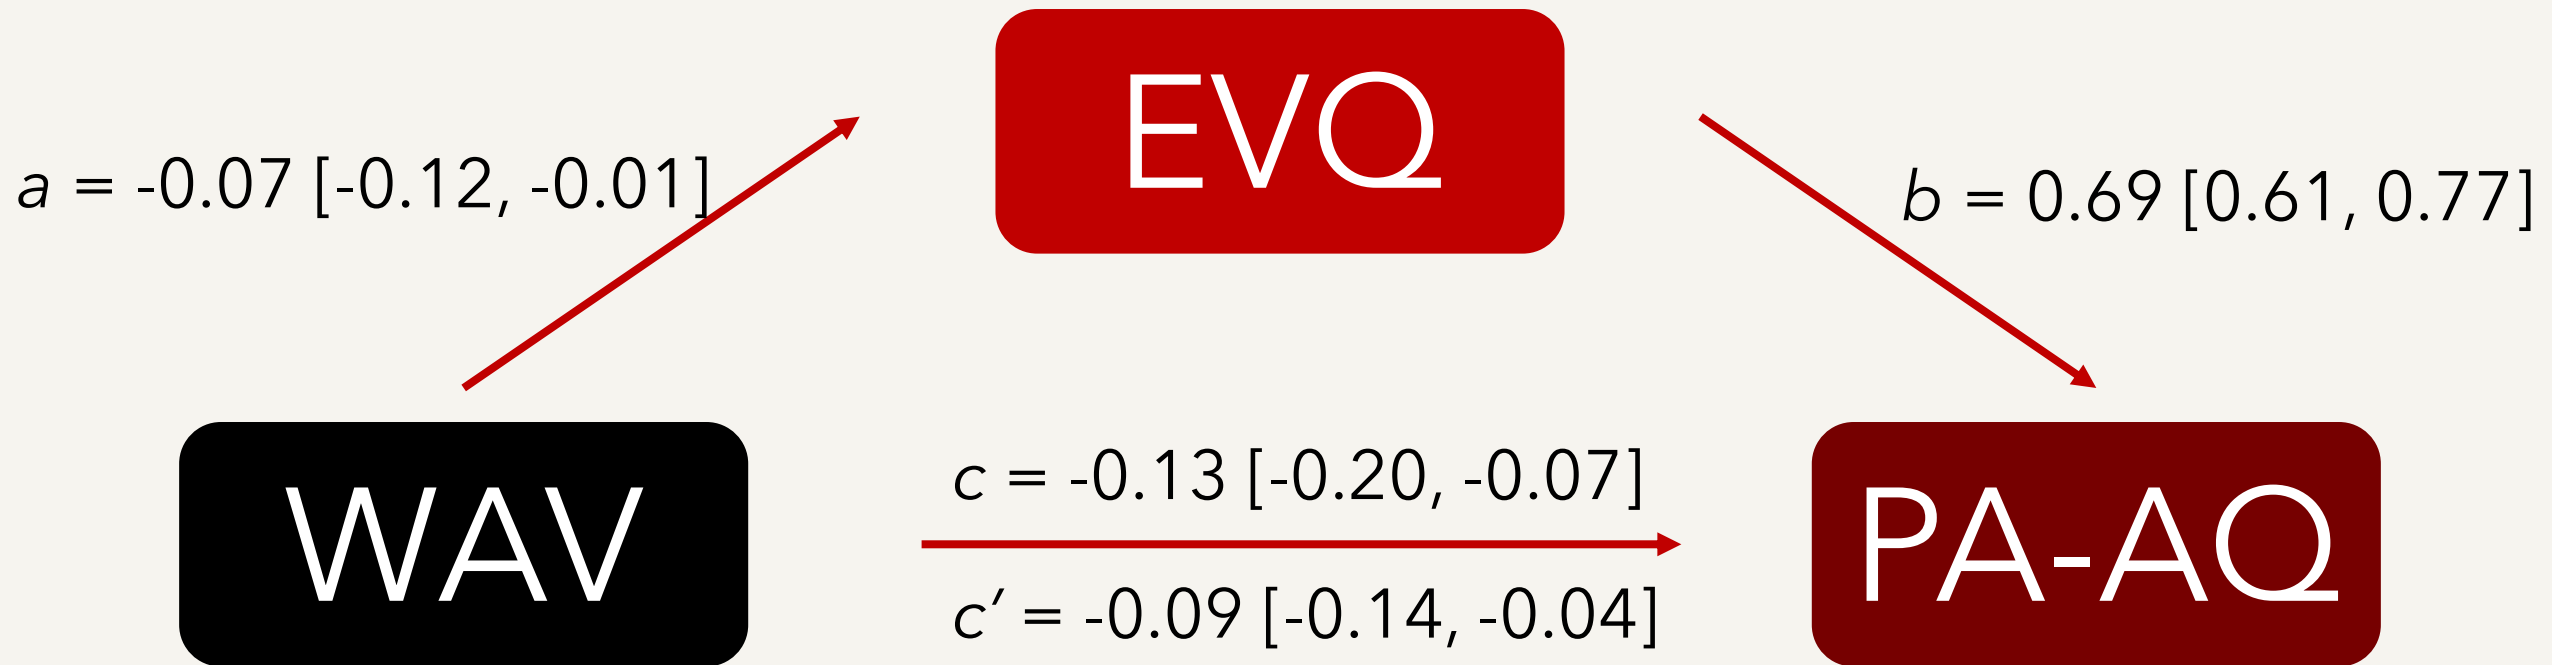 EVQ
a = -0.07 [-0.12, -0.01]
b = 0.69 [0.61, 0.77]
WAV
c = -0.13 [-0.20, -0.07]
c′ = -0.09 [-0.14, -0.04]
PA-AQ